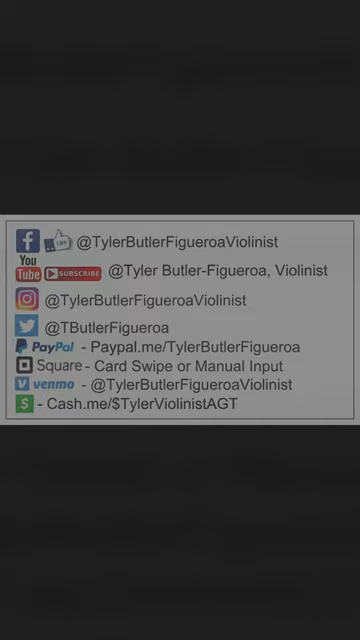 Like @TylerButlerFigueroaViolinist
You Tube SUBSCRIBE @Tyler Butler-Figueroa, Violinist
@TylerButlerFigueroaViolinist
@TButlerFigueroa
PayPal - Paypal.me/TylerButlerFigueroa
Square - Card Swipe or Manual Input
venmo - @TylerButlerFigueroaViolinist
$ - Cash.me/$TylerViolinistAGT